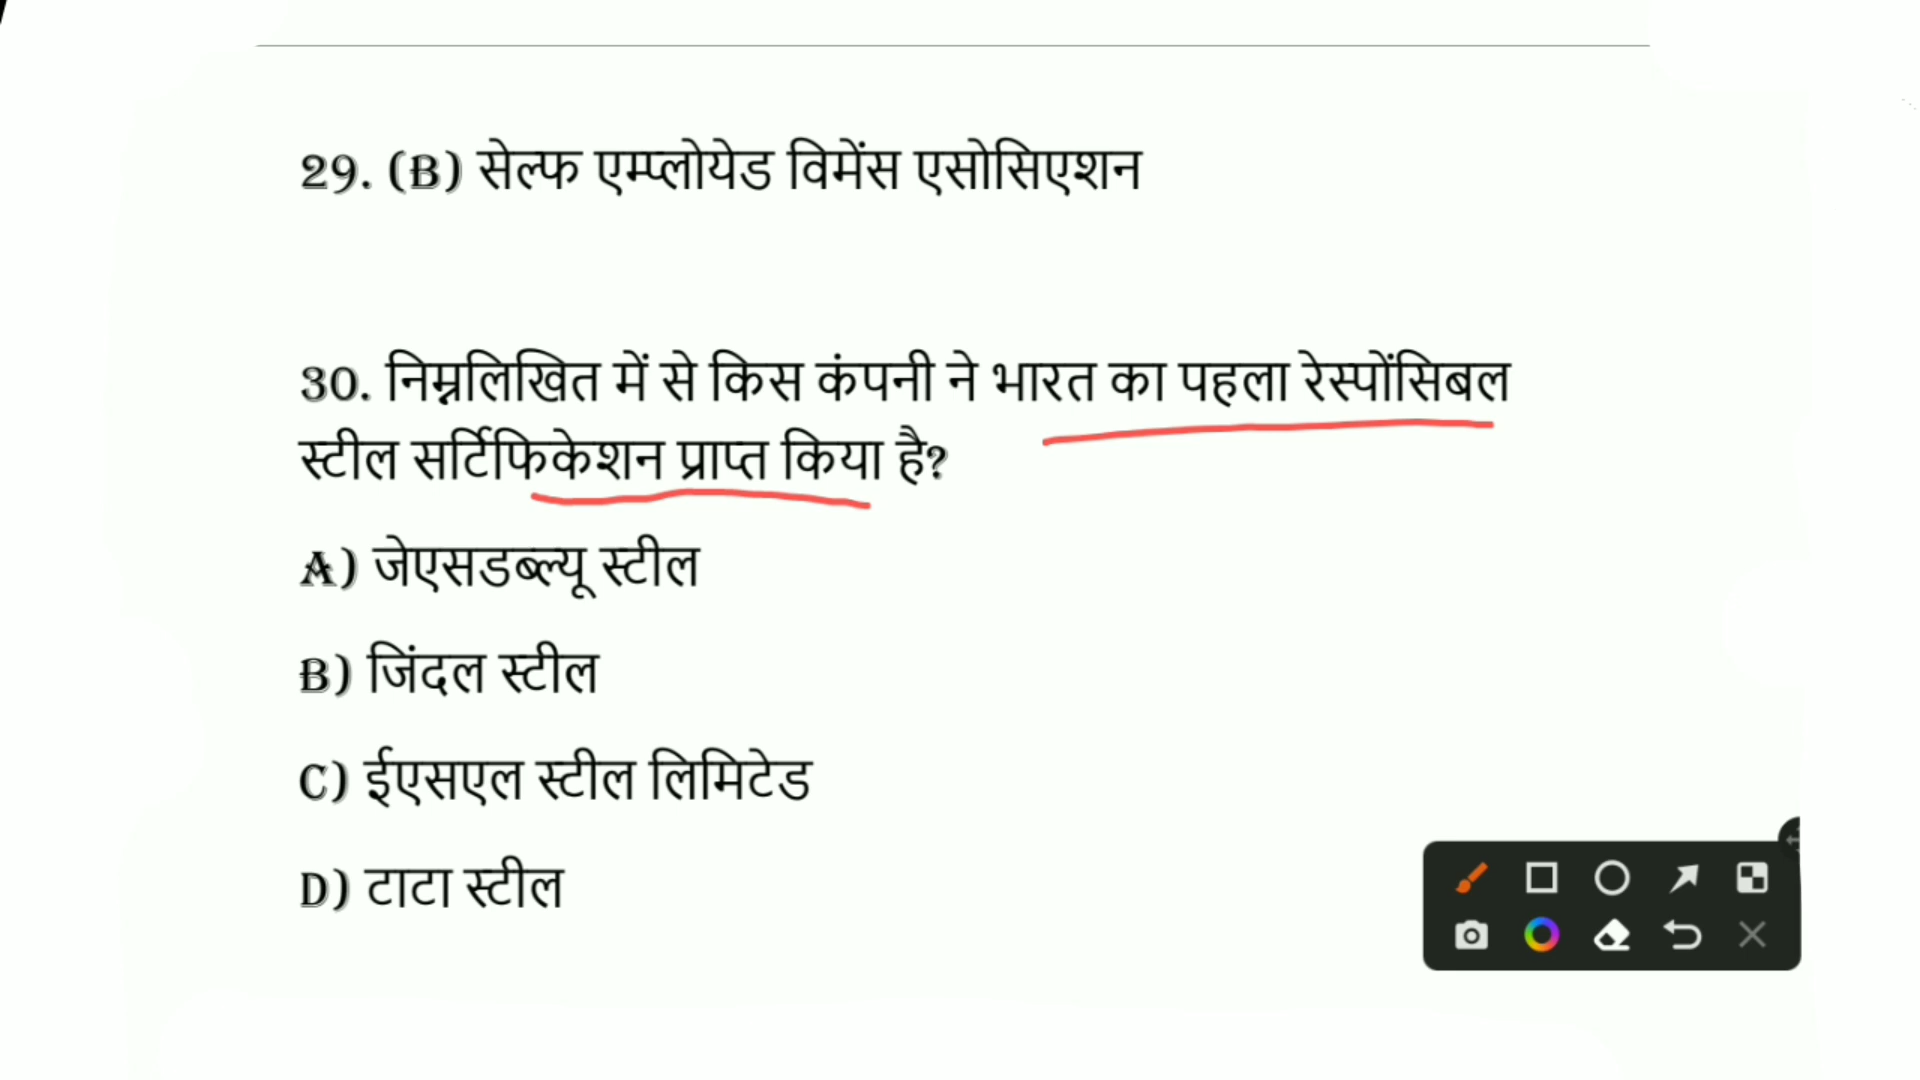 29. (B) सेल्फ एम्प्लोयेड विमेंस एसोसिएशन
30. निम्नलिखित में से किस कंपनी ने भारत का पहला रेस्पोंसिबल
स्टील सर्टिफिकेशन प्राप्त किया है?
A) जेएसडब्ल्यू स्टील
B) जिंदल स्टील
C) ईएसएल स्टील लिमिटेड
D) टाटा स्टील